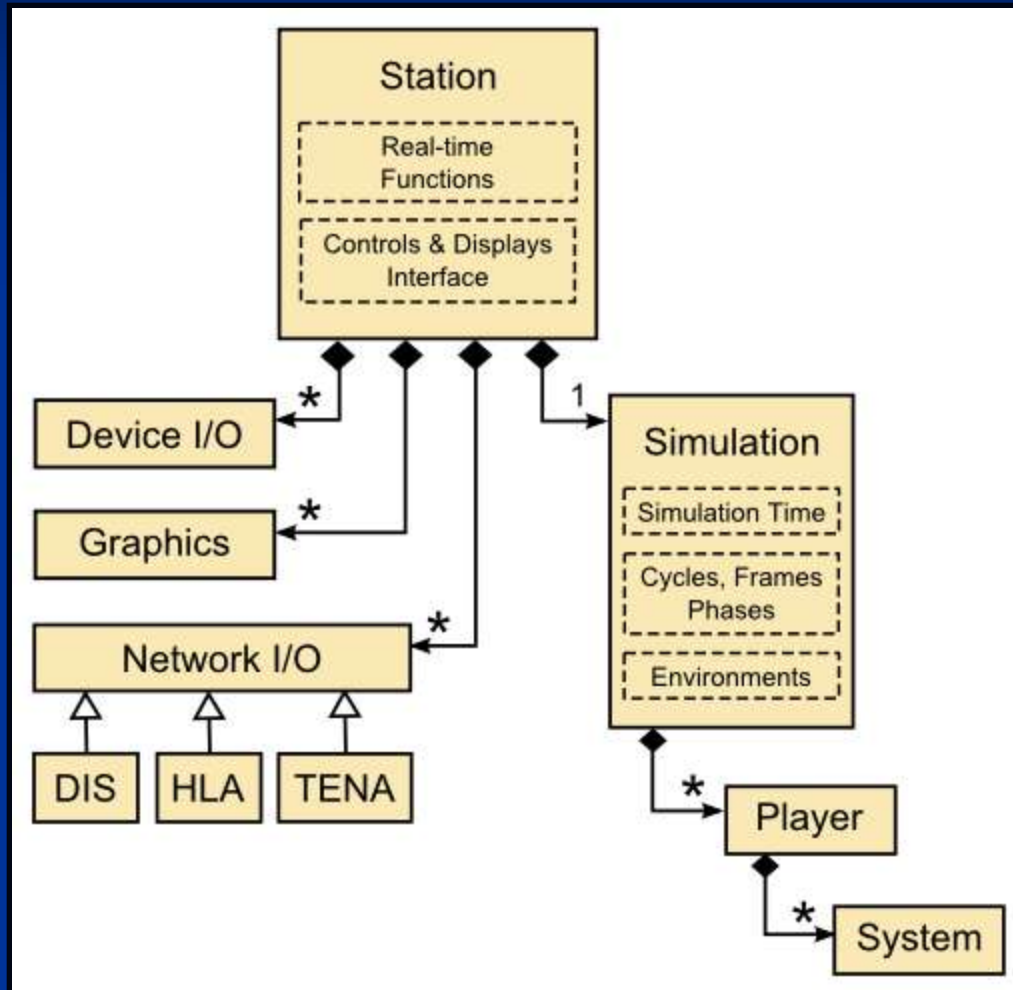 Station
Real-time
Functions
Controls & Displays
Interface
*
Device I/O
*
Graphics
*
Network I/O
DIS
HLA
TENA
1
Simulation
Simulation Time
Cycles, Frames
Phases
Environments
*
Player
*
System